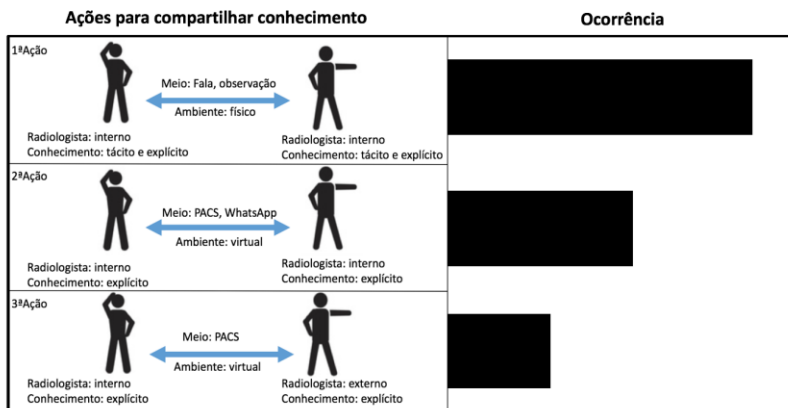 Ações para compartilhar conhecimento
Ocorrência
1ªAção
Meio: Fala, observação
Ambiente: físico
Radiologista: interno
Conhecimento: tácito e explícito
Radiologista: interno
Conhecimento: tácito e explícito
2ªAção
Meio: PACS, WhatsApp
Ambiente: virtual
Radiologista: interno
Conhecimento: explícito
Radiologista: interno
Conhecimento: explícito
3ªAção
Meio: PACS
Ambiente: virtual
Radiologista: interno
Conhecimento: explícito
Radiologista: externo
Conhecimento: explícito